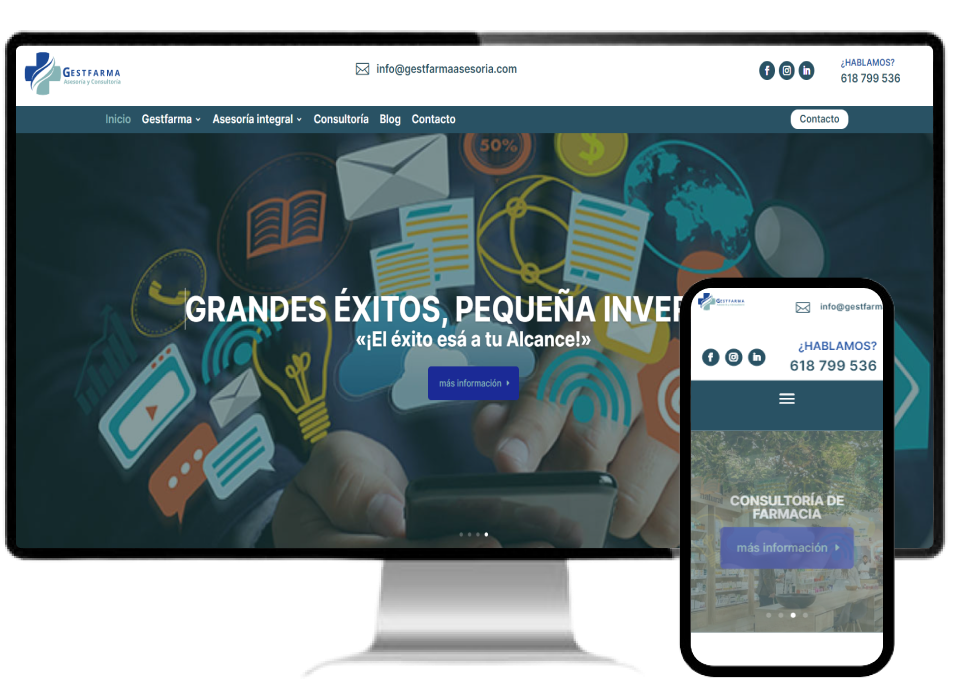 GESTFARMA
Asesoría y Consultoría
info@gestfarmaasesoria.com
¿HABLAMOS?
618 799 536
Inicio Gestfarma Asesoría integral Consultoría Blog Contacto
Contacto
50%
$
GRANDES ÉXITOS, PEQUEÑA INVER
«¡El éxito esá a tu Alcance!»
más información
GESTFARMA
info@gestfarm
¿HABLAMOS?
618 799 536
natural
CONSULTORÍA DE
FARMACIA
más información